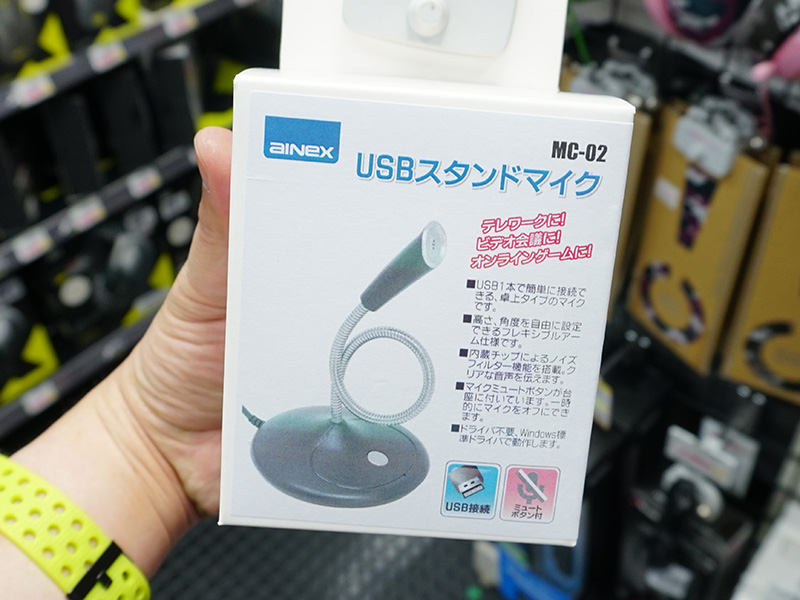 AINEX
MC-02
USBスタンドマイク
テレワークに!
ビデオ会議に!
オンラインゲームに!
■USB1本で簡単に接続で
きる、卓上タイプのマイク
です。
■高さ、角度を自由に設定
できるフレキシブルアー
ム仕様です。
■内蔵チップによるノイズ
フィルター機能を搭載。ク
リアな音声を伝えます。
■マイクミュートボタンが台
座に付いています。一時
的にマイクをオフにでき
ます。
■ドライバ不要、Windows標
準ドライバで動作します。
USB接続
ミュート
ボタン付